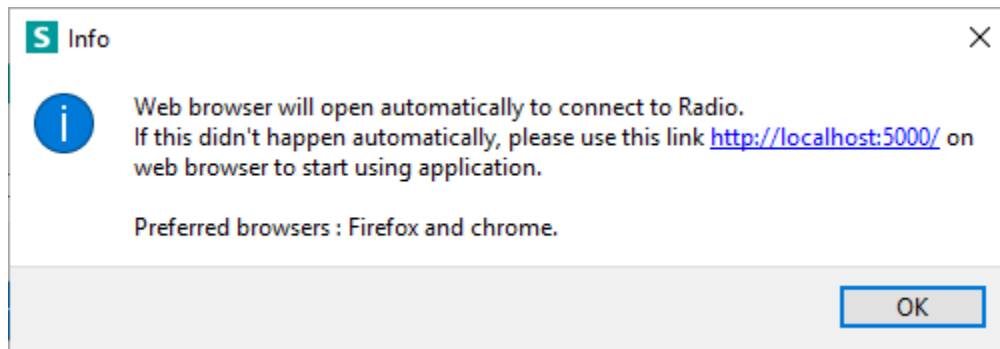 S Info
Web browser will open automatically to connect to Radio.
If this didn't happen automatically, please use this link http://localhost:5000/ on
web browser to start using application.
Preferred browsers : Firefox and chrome.
OK